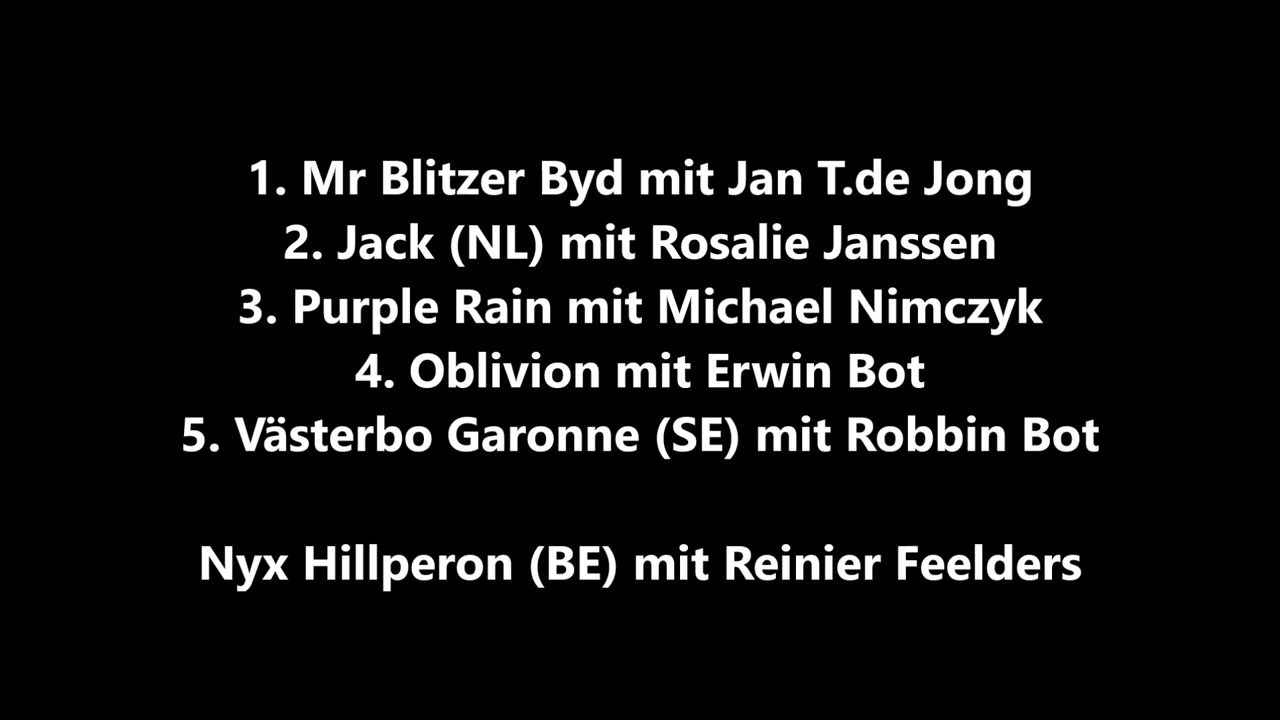 1. Mr Blitzer Byd mit Jan T.de Jong
2. Jack (NL) mit Rosalie Janssen
3. Purple Rain mit Michael Nimczyk
4. Oblivion mit Erwin Bot
5. Västerbo Garonne (SE) mit Robbin Bot
Nyx Hillperon (BE) mit Reinier Feelders